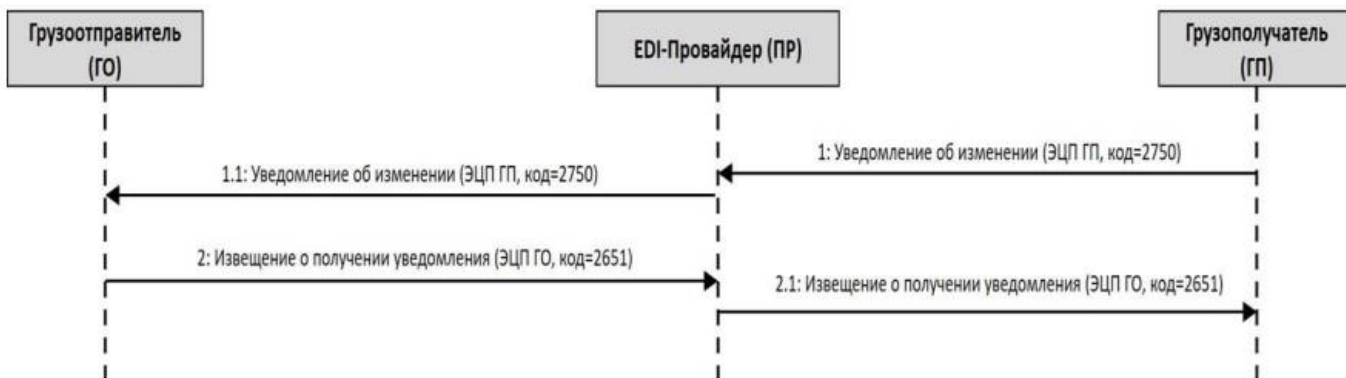 Грузоотправитель
(ГО)
EDI-Провайдер (ПР)
Грузополучатель
(ГП)
1: Уведомление об изменении (ЭЦП ГП, код=2750)
1.1: Уведомление об изменении (ЭЦП ГП, код=2750)
2: Извещение о получении уведомления (ЭЦП ГО, код=2651)
2.1: Извещение о получении уведомления (ЭЦП ГО, код=2651)